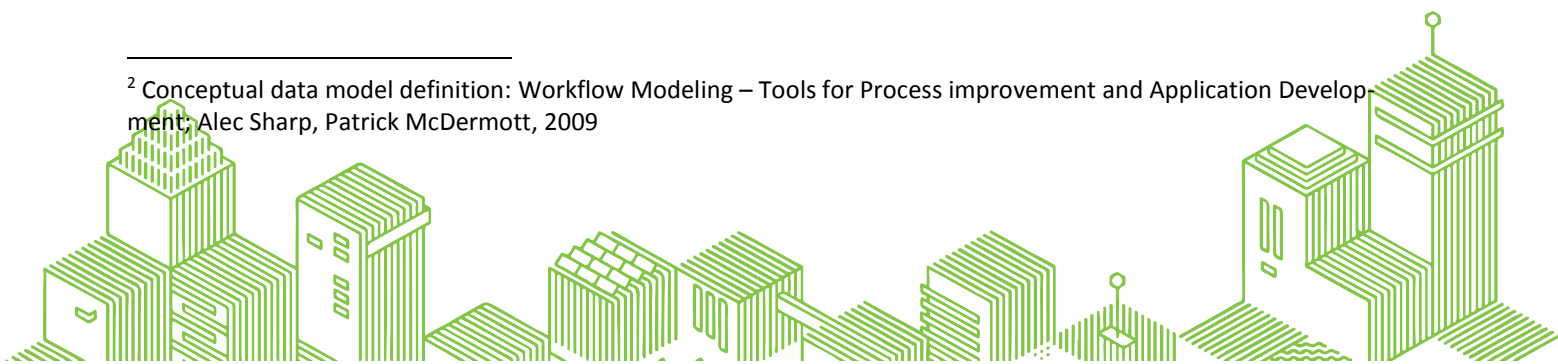 2 Conceptual data model definition: Workflow Modeling – Tools for Process improvement and Application Develop-
ment; Alec Sharp, Patrick McDermott, 2009